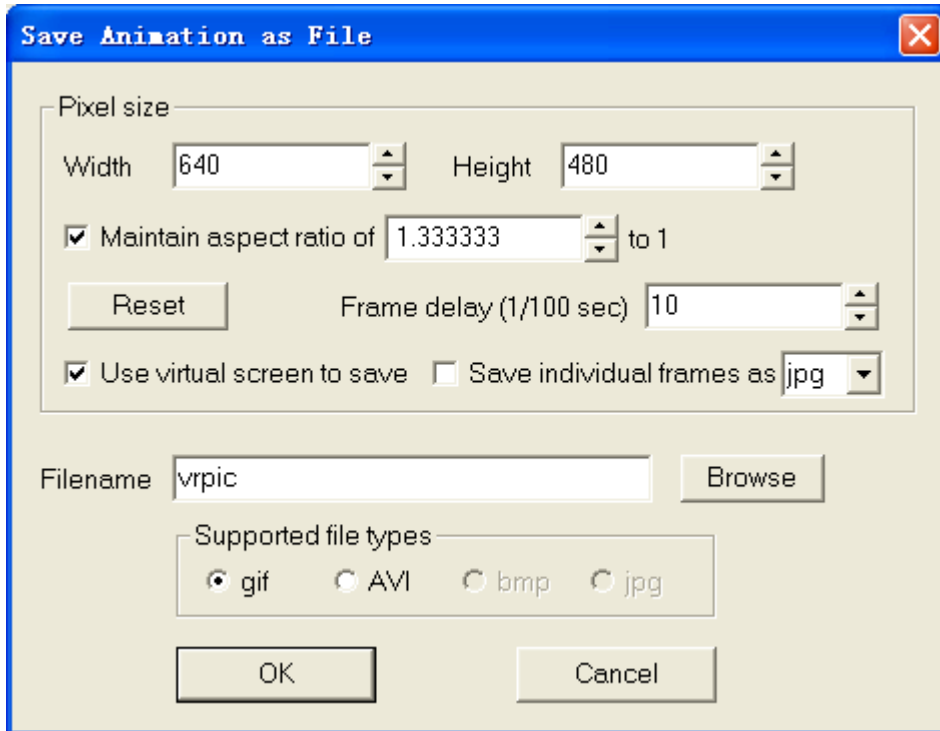 Save Animation as File
Pixel size
Width 640 Height 480
Maintain aspect ratio of 1.333333 to 1
Reset Frame delay (1/100 sec) 10
Use virtual screen to save Save individual frames as jpg
Filename vrpic Browse
Supported file types
gif AVI bmp jpg
OK Cancel